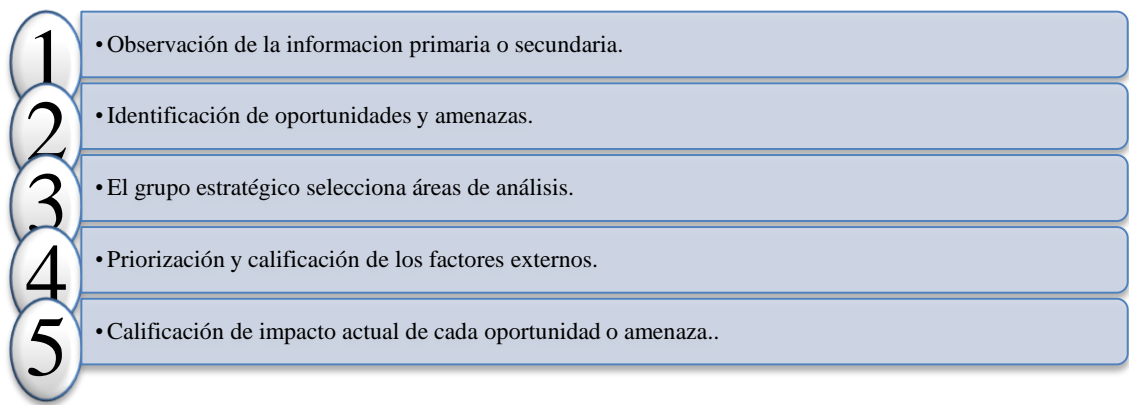 1
• Observación de la informacion primaria o secundaria.
2
• Identificación de oportunidades y amenazas.
3
• El grupo estratégico selecciona áreas de análisis.
4
• Priorización y calificación de los factores externos.
5
• Calificación de impacto actual de cada oportunidad o amenaza..